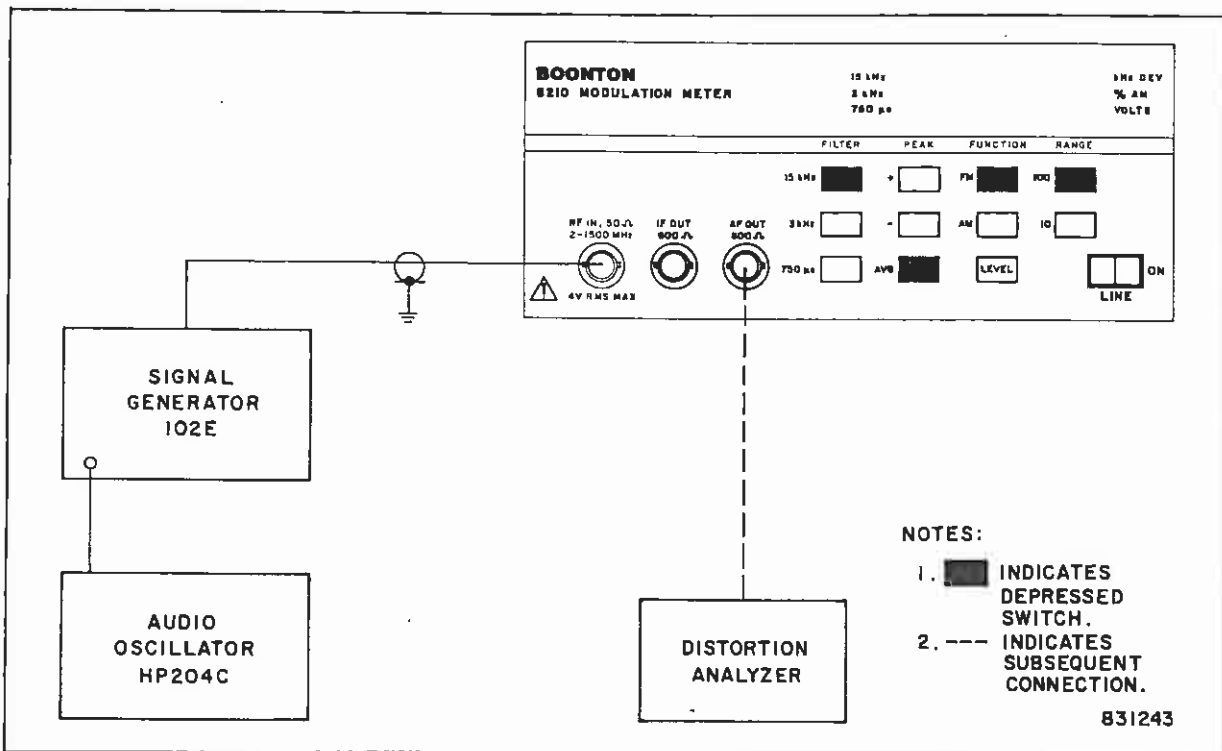 BOONTON
8210 MODULATION METER
15 kHz
3 kHz
750 µs
kHz DEV
% AM
VOLTS
FILTER PEAK FUNCTION RANGE
15 kHz + FM 100
3 kHz - AM 10
750 µs AVG LEVEL
ON
LINE
RF IN, 50Ω
2-1500 MHz
4V RMS MAX
IF OUT
600Ω
AF OUT
600Ω
SIGNAL
GENERATOR
102E
AUDIO
OSCILLATOR
HP204C
DISTORTION
ANALYZER
NOTES:
1. INDICATES
DEPRESSED
SWITCH.
2. --- INDICATES
SUBSEQUENT
CONNECTION.
831243